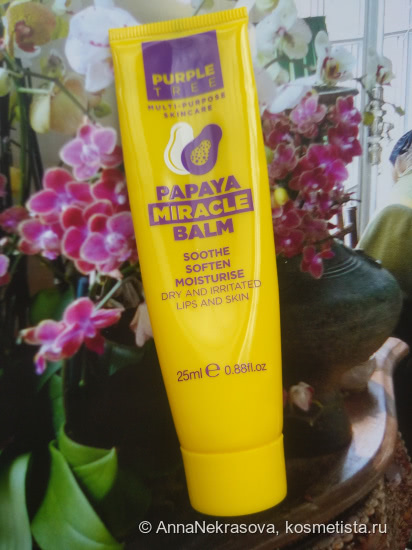 PURPLE
TREE
MULTI-PURPOSE
SKINCARE
PAPAYA
MIRACLE
BALM
SOOTHE
SOFTEN
MOISTURISE
DRY AND IRRITATED
LIPS AND SKIN
25ml ℮ 0.88fl.oz
© AnnaNekrasova, kosmetista.ru